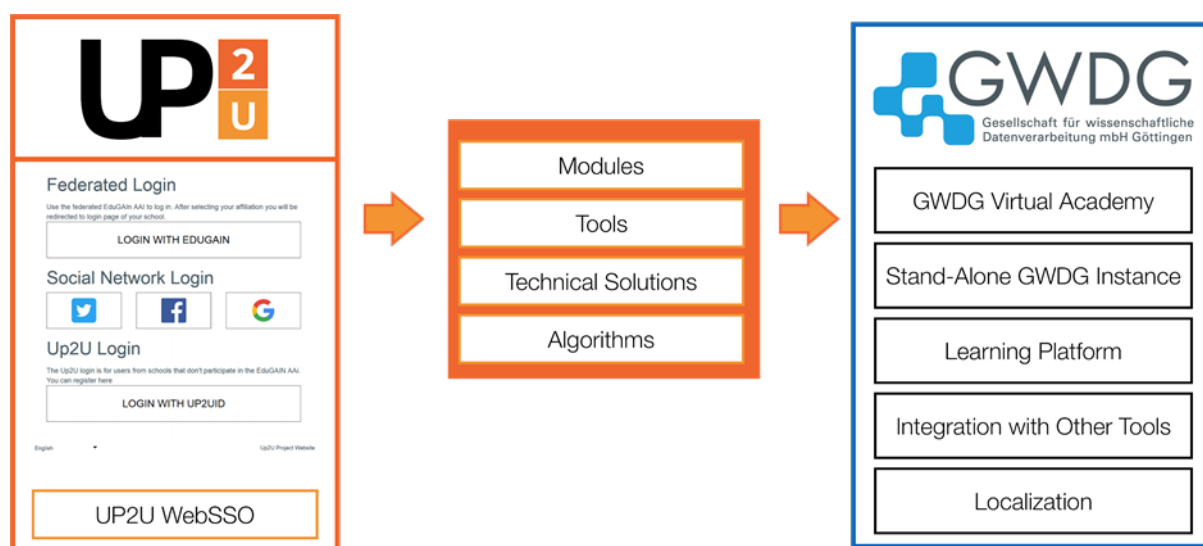 UP2U
Federated Login
Use the federated EduGAIn AAI to log in. After selecting your affiliation you will be
redirected to login page of your school.
LOGIN WITH EDUGAIN
Social Network Login
Up2U Login
The Up2U login is for users from schools that don't participate in the EduGAIN AAI.
You can register here
LOGIN WITH UP2UID
English
Up2U Project Website
UP2U WebSSO
Modules
Tools
Technical Solutions
Algorithms
GWDG
Gesellschaft für wissenschaftliche
Datenverarbeitung mbH Göttingen
GWDG Virtual Academy
Stand-Alone GWDG Instance
Learning Platform
Integration with Other Tools
Localization